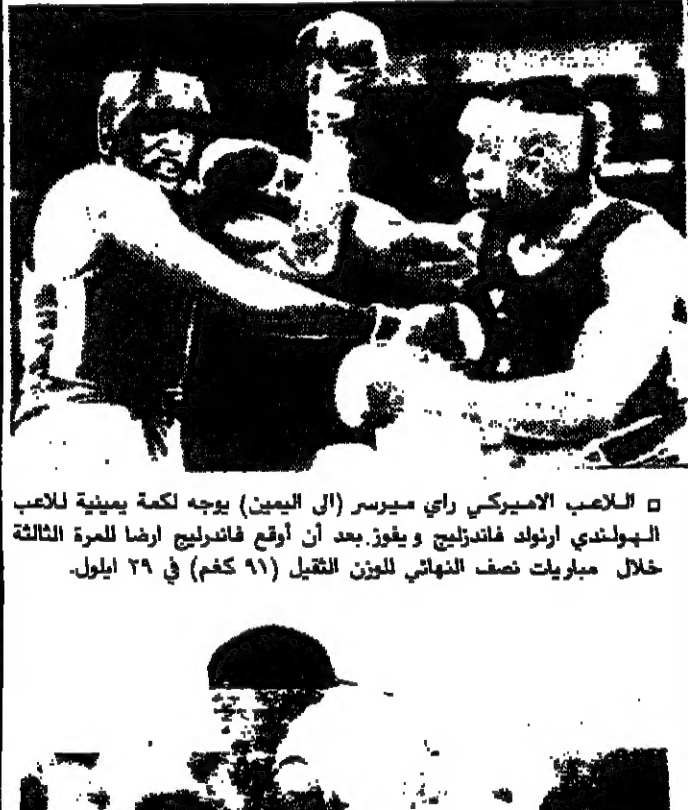 □ اللاعب الاميركي راي ميرسر (الى اليمين) يوجه لكمة يمينية للاعب
الهولندي ارنولد فاندرليج ويفوز بعد أن أوقع فاندرليج ارضا للمرة الثالثة
خلال مباريات نصف النهائي للوزن الثقيل (٩١ كغم) في ٢٩ ايلول.